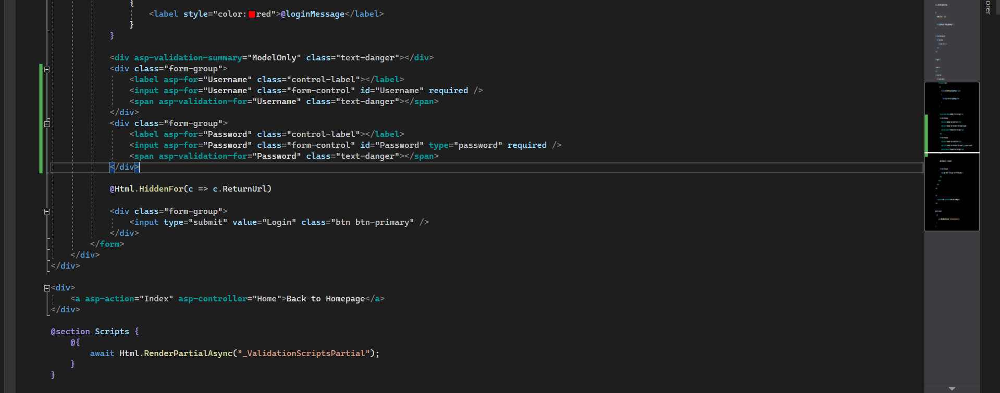 {
<label style="color:red">@loginMessage</label>
}
}
<div asp-validation-summary="ModelOnly" class="text-danger"></div>
<div class="form-group">
<label asp-for="Username" class="control-label"></label>
<input asp-for="Username" class="form-control" id="Username" required />
<span asp-validation-for="Username" class="text-danger"></span>
</div>
<div class="form-group">
<label asp-for="Password" class="control-label"></label>
<input asp-for="Password" class="form-control" id="Password" type="password" required />
<span asp-validation-for="Password" class="text-danger"></span>
</div>
@Html.HiddenFor(c => c.ReturnUrl)
<div class="form-group">
<input type="submit" value="Login" class="btn btn-primary" />
</div>
</form>
</div>
</div>
<div>
<a asp-action="Index" asp-controller="Home">Back to Homepage</a>
</div>
@section Scripts {
@{
await Html.RenderPartialAsync("_ValidationScriptsPartial");
}
}
orer